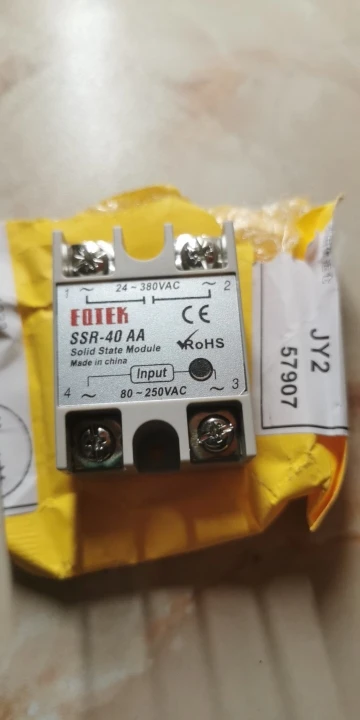 1 ~ 24 ~ 380VAC ~ 2
FQTEK
CE
SSR-40 AA
RoHS
Solid State Module
Made in china
Input
4 ~ 80 ~ 250VAC ~ 3
JY2
57907